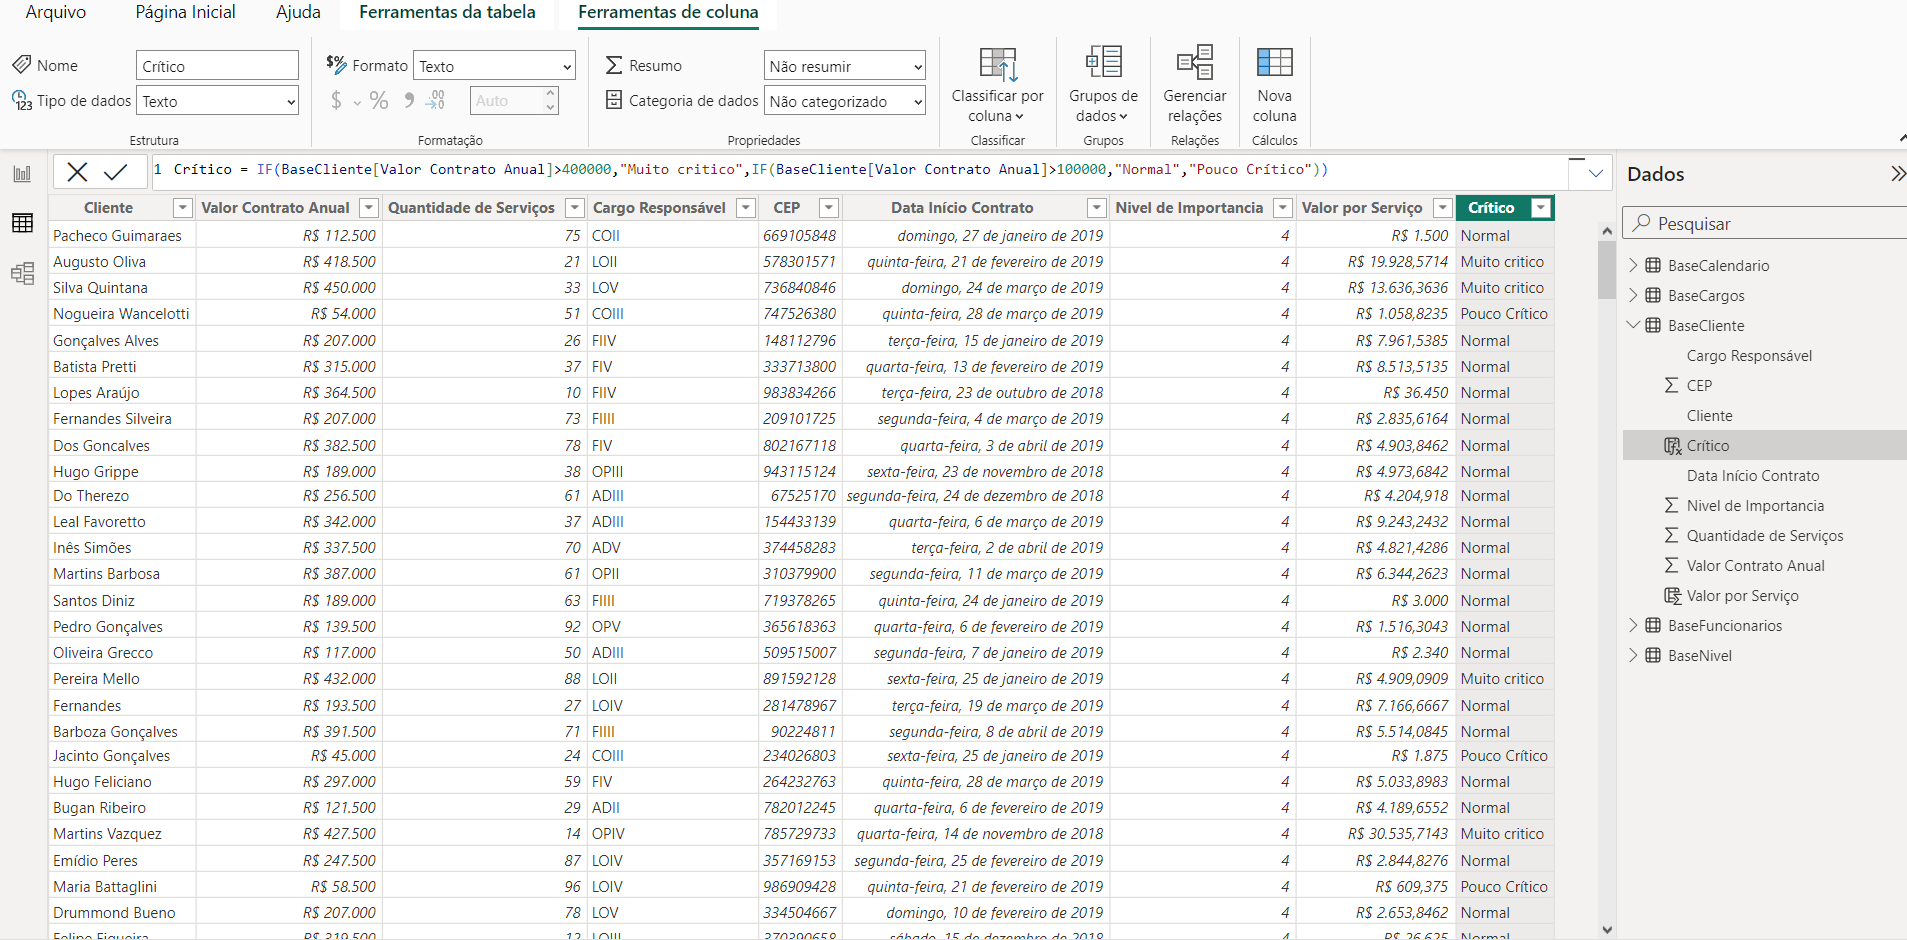 Arquivo Página Inicial Ajuda Ferramentas da tabela Ferramentas de coluna
Nome Crítico $% Formato Texto Resumo Não resumir
Tipo de dados Texto $ % Auto Categoria de dados Não categorizado
Classificar por coluna Grupos de dados Gerenciar relações Nova coluna
Estrutura Formatação Propriedades Classificar Grupos Relações Cálculos
1 Crítico = IF(BaseCliente[Valor Contrato Anual]>400000,"Muito critico",IF(BaseCliente[Valor Contrato Anual]>100000,"Normal","Pouco Crítico"))
Cliente Valor Contrato Anual Quantidade de Serviços Cargo Responsável CEP Data Início Contrato Nivel de Importancia Valor por Serviço Crítico
Pacheco Guimaraes R$ 112.500 75 COII 669105848 domingo, 27 de janeiro de 2019 4 R$ 1.500 Normal
Augusto Oliva R$ 418.500 21 LOII 578301571 quinta-feira, 21 de fevereiro de 2019 4 R$ 19.928,5714 Muito critico
Silva Quintana R$ 450.000 33 LOV 736840846 domingo, 24 de março de 2019 4 R$ 13.636,3636 Muito critico
Nogueira Wancelotti R$ 54.000 51 COIII 747526380 quinta-feira, 28 de março de 2019 4 R$ 1.058,8235 Pouco Crítico
Gonçalves Alves R$ 207.000 26 FIIV 148112796 terça-feira, 15 de janeiro de 2019 4 R$ 7.961,5385 Normal
Batista Pretti R$ 315.000 37 FIV 333713800 quarta-feira, 13 de fevereiro de 2019 4 R$ 8.513,5135 Normal
Lopes Araújo R$ 364.500 10 FIIV 983834266 terça-feira, 23 de outubro de 2018 4 R$ 36.450 Normal
Fernandes Silveira R$ 207.000 73 FIIII 209101725 segunda-feira, 4 de março de 2019 4 R$ 2.835,6164 Normal
Dos Goncalves R$ 382.500 78 FIV 802167118 quarta-feira, 3 de abril de 2019 4 R$ 4.903,8462 Normal
Hugo Grippe R$ 189.000 38 OPIII 943115124 sexta-feira, 23 de novembro de 2018 4 R$ 4.973,6842 Normal
Do Therezo R$ 256.500 61 ADIII 67525170 segunda-feira, 24 de dezembro de 2018 4 R$ 4.204,918 Normal
Leal Favoretto R$ 342.000 37 ADIII 154433139 quarta-feira, 6 de março de 2019 4 R$ 9.243,2432 Normal
Inês Simões R$ 337.500 70 ADV 374458283 terça-feira, 2 de abril de 2019 4 R$ 4.821,4286 Normal
Martins Barbosa R$ 387.000 61 OPII 310379900 segunda-feira, 11 de março de 2019 4 R$ 6.344,2623 Normal
Santos Diniz R$ 189.000 63 FIIII 719378265 quinta-feira, 24 de janeiro de 2019 4 R$ 3.000 Normal
Pedro Gonçalves R$ 139.500 92 OPV 365618363 quarta-feira, 6 de fevereiro de 2019 4 R$ 1.516,3043 Normal
Oliveira Grecco R$ 117.000 50 ADIII 509515007 segunda-feira, 7 de janeiro de 2019 4 R$ 2.340 Normal
Pereira Mello R$ 432.000 88 LOII 891592128 sexta-feira, 25 de janeiro de 2019 4 R$ 4.909,0909 Muito critico
Fernandes R$ 193.500 27 LOIV 281478967 terça-feira, 19 de março de 2019 4 R$ 7.166,6667 Normal
Barboza Gonçalves R$ 391.500 71 FIIII 90224811 segunda-feira, 8 de abril de 2019 4 R$ 5.514,0845 Normal
Jacinto Gonçalves R$ 45.000 24 COIII 234026803 sexta-feira, 25 de janeiro de 2019 4 R$ 1.875 Pouco Crítico
Hugo Feliciano R$ 297.000 59 FIV 264232763 quinta-feira, 28 de março de 2019 4 R$ 5.033,8983 Normal
Bugan Ribeiro R$ 121.500 29 ADII 782012245 quarta-feira, 6 de fevereiro de 2019 4 R$ 4.189,6552 Normal
Martins Vazquez R$ 427.500 14 OPIV 785729733 quarta-feira, 14 de novembro de 2018 4 R$ 30.535,7143 Muito critico
Emídio Peres R$ 247.500 87 LOIV 357169153 segunda-feira, 25 de fevereiro de 2019 4 R$ 2.844,8276 Normal
Maria Battaglini R$ 58.500 96 LOIV 986909428 quinta-feira, 21 de fevereiro de 2019 4 R$ 609,375 Pouco Crítico
Drummond Bueno R$ 207.000 78 LOV 334504667 domingo, 10 de fevereiro de 2019 4 R$ 2.653,8462 Normal
Felipe Figueira R$ 319.500 12 LOIII 370390658 sábado, 15 de dezembro de 2018 4 R$ 26.625 Normal
Dados
Pesquisar
BaseCalendario
BaseCargos
BaseCliente
Cargo Responsável
CEP
Cliente
Crítico
Data Início Contrato
Nivel de Importancia
Quantidade de Serviços
Valor Contrato Anual
Valor por Serviço
BaseFuncionarios
BaseNivel